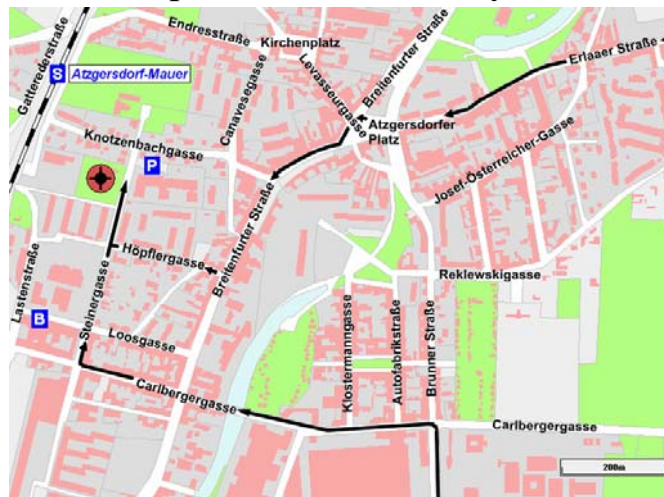 Endresstraße
Kirchenplatz
Breitenfurter Straße
Erlaaer Straße
Gatterederstraße
S
Atzgersdorf-Mauer
Levasseurgasse
Canavesegasse
Atzgersdorfer
Platz
Knotzenbachgasse
P
Josef-Österreicher-Gasse
Breitenfurter Straße
Höpflergasse
Reklewskigasse
Lastenstraße
Steinergasse
B
Loosgasse
Klostermanngasse
Autofabrikstraße
Brunner Straße
Carlbergergasse
Carlbergergasse
200m